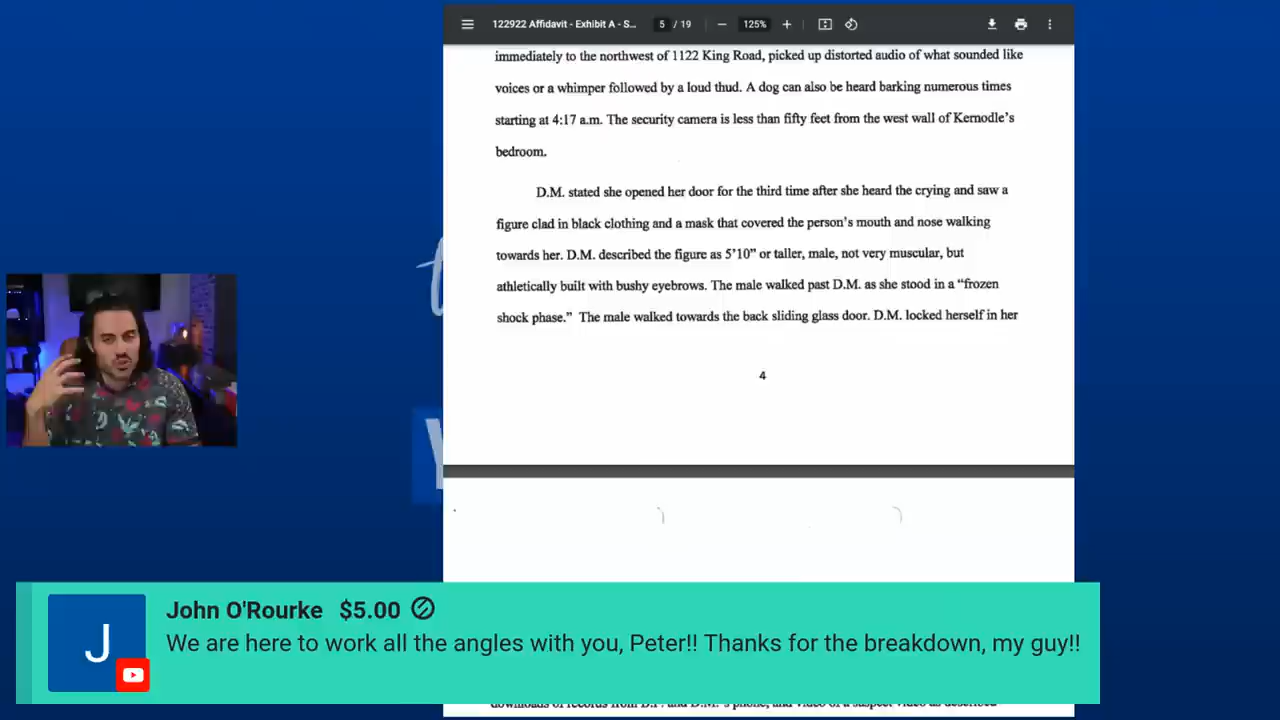 122922 Affidavit - Exhibit A - S...
5 / 19
125%
immediately to the northwest of 1122 King Road, picked up distorted audio of what sounded like
voices or a whimper followed by a loud thud. A dog can also be heard barking numerous times
starting at 4:17 a.m. The security camera is less than fifty feet from the west wall of Kernodle's
bedroom.
D.M. stated she opened her door for the third time after she heard the crying and saw a
figure clad in black clothing and a mask that covered the person's mouth and nose walking
towards her. D.M. described the figure as 5'10" or taller, male, not very muscular, but
athletically built with bushy eyebrows. The male walked past D.M. as she stood in a "frozen
shock phase." The male walked towards the back sliding glass door. D.M. locked herself in her
4
J
John O'Rourke $5.00
We are here to work all the angles with you, Peter!! Thanks for the breakdown, my guy!!